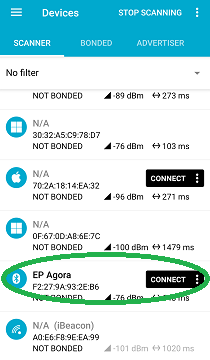 Devices
STOP SCANNING
SCANNER
BONDED
ADVERTISER
No filter
NOT BONDED
-89 dBm
273 ms
N/A
30:32:A5:C9:78:D7
NOT BONDED
-76 dBm
103 ms
N/A
70:2A:18:14:EA:32
CONNECT
NOT BONDED
-96 dBm
271 ms
N/A
0F:67:0D:A8:6E:7C
NOT BONDED
-100 dBm
1479 ms
EP Agora
F2:27:9A:93:2E:B6
CONNECT
NOT BONDED
-76 dBm
N/A (iBeacon)
A0:E6:F8:9E:EA:99
NOT BONDED
-101 dBm
1020 ms